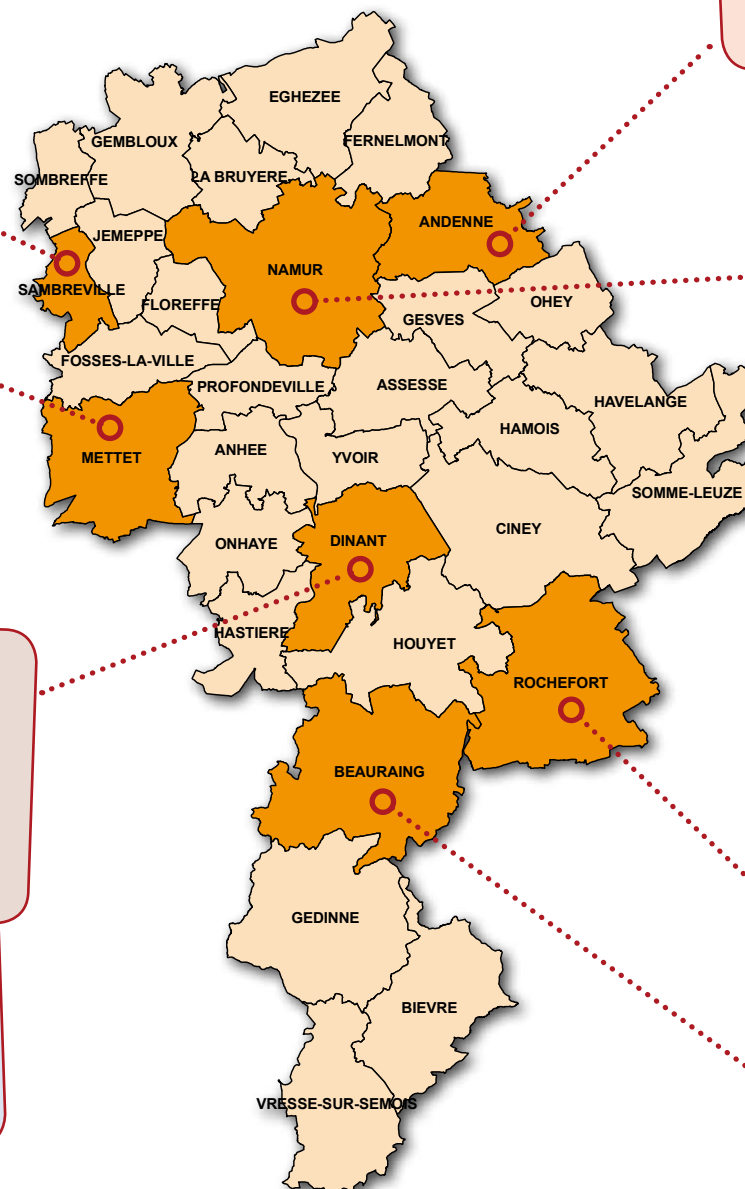 EGHEZEE
GEMBLOUX
FERNELMONT
SOMBREFFE
LA BRUYERE
ANDENNE
JEMEPPE
NAMUR
SAMBREVILLE
FLOREFFE
OHEY
GESVES
FOSSES-LA-VILLE
PROFONDEVILLE
ASSESSE
HAVELANGE
HAMOIS
ANHEE
METTET
YVOIR
SOMME-LEUZE
CINEY
ONHAYE
DINANT
HASTIERE
HOUYET
ROCHEFORT
BEAURAING
GEDINNE
BIEVRE
VRESSE-SUR-SEMOIS